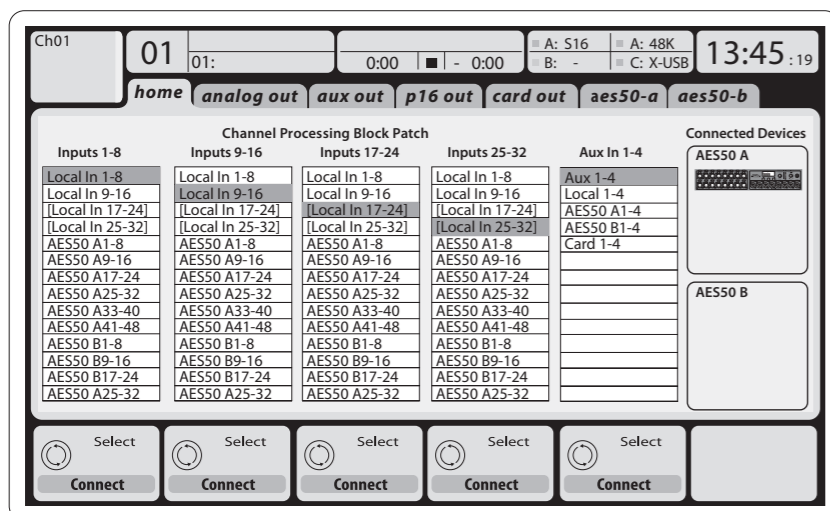 Ch01
01
01:
0:00 - 0:00
A: S16
B: -
A: 48K
C: X-USB
13:45 :19
home analog out aux out p16 out card out aes50-a aes50-b
Channel Processing Block Patch
Connected Devices
Inputs 1-8 Inputs 9-16 Inputs 17-24 Inputs 25-32 Aux In 1-4
AES50 A
Local In 1-8 Local In 1-8 Local In 1-8 Local In 1-8 Aux 1-4
Local In 9-16 Local In 9-16 Local In 9-16 Local In 9-16 Local 1-4
[Local In 17-24] [Local In 17-24] [Local In 17-24] [Local In 17-24] AES50 A1-4
[Local In 25-32] [Local In 25-32] [Local In 25-32] [Local In 25-32] AES50 B1-4
AES50 A1-8 AES50 A1-8 AES50 A1-8 AES50 A1-8 Card 1-4
AES50 A9-16 AES50 A9-16 AES50 A9-16 AES50 A9-16
AES50 A17-24 AES50 A17-24 AES50 A17-24 AES50 A17-24
AES50 A25-32 AES50 A25-32 AES50 A25-32 AES50 A25-32
AES50 B
AES50 A33-40 AES50 A33-40 AES50 A33-40 AES50 A33-40
AES50 A41-48 AES50 A41-48 AES50 A41-48 AES50 A41-48
AES50 B1-8 AES50 B1-8 AES50 B1-8 AES50 B1-8
AES50 B9-16 AES50 B9-16 AES50 B9-16 AES50 B9-16
AES50 B17-24 AES50 B17-24 AES50 B17-24 AES50 B17-24
AES50 A25-32 AES50 A25-32 AES50 A25-32 AES50 A25-32
Select Select Select Select Select
Connect Connect Connect Connect Connect